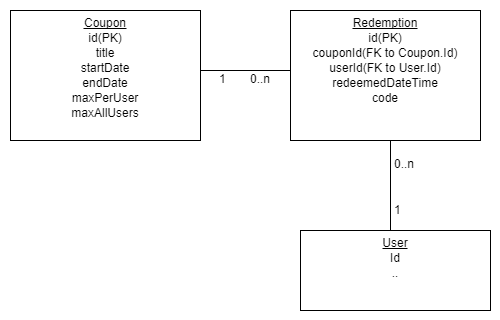 Coupon
id(PK)
title
startDate
endDate
maxPerUser
maxAllUsers
1
0..n
Redemption
id(PK)
couponId(FK to Coupon.Id)
userId(FK to User.Id)
redeemedDateTime
code
0..n
1
User
Id
..